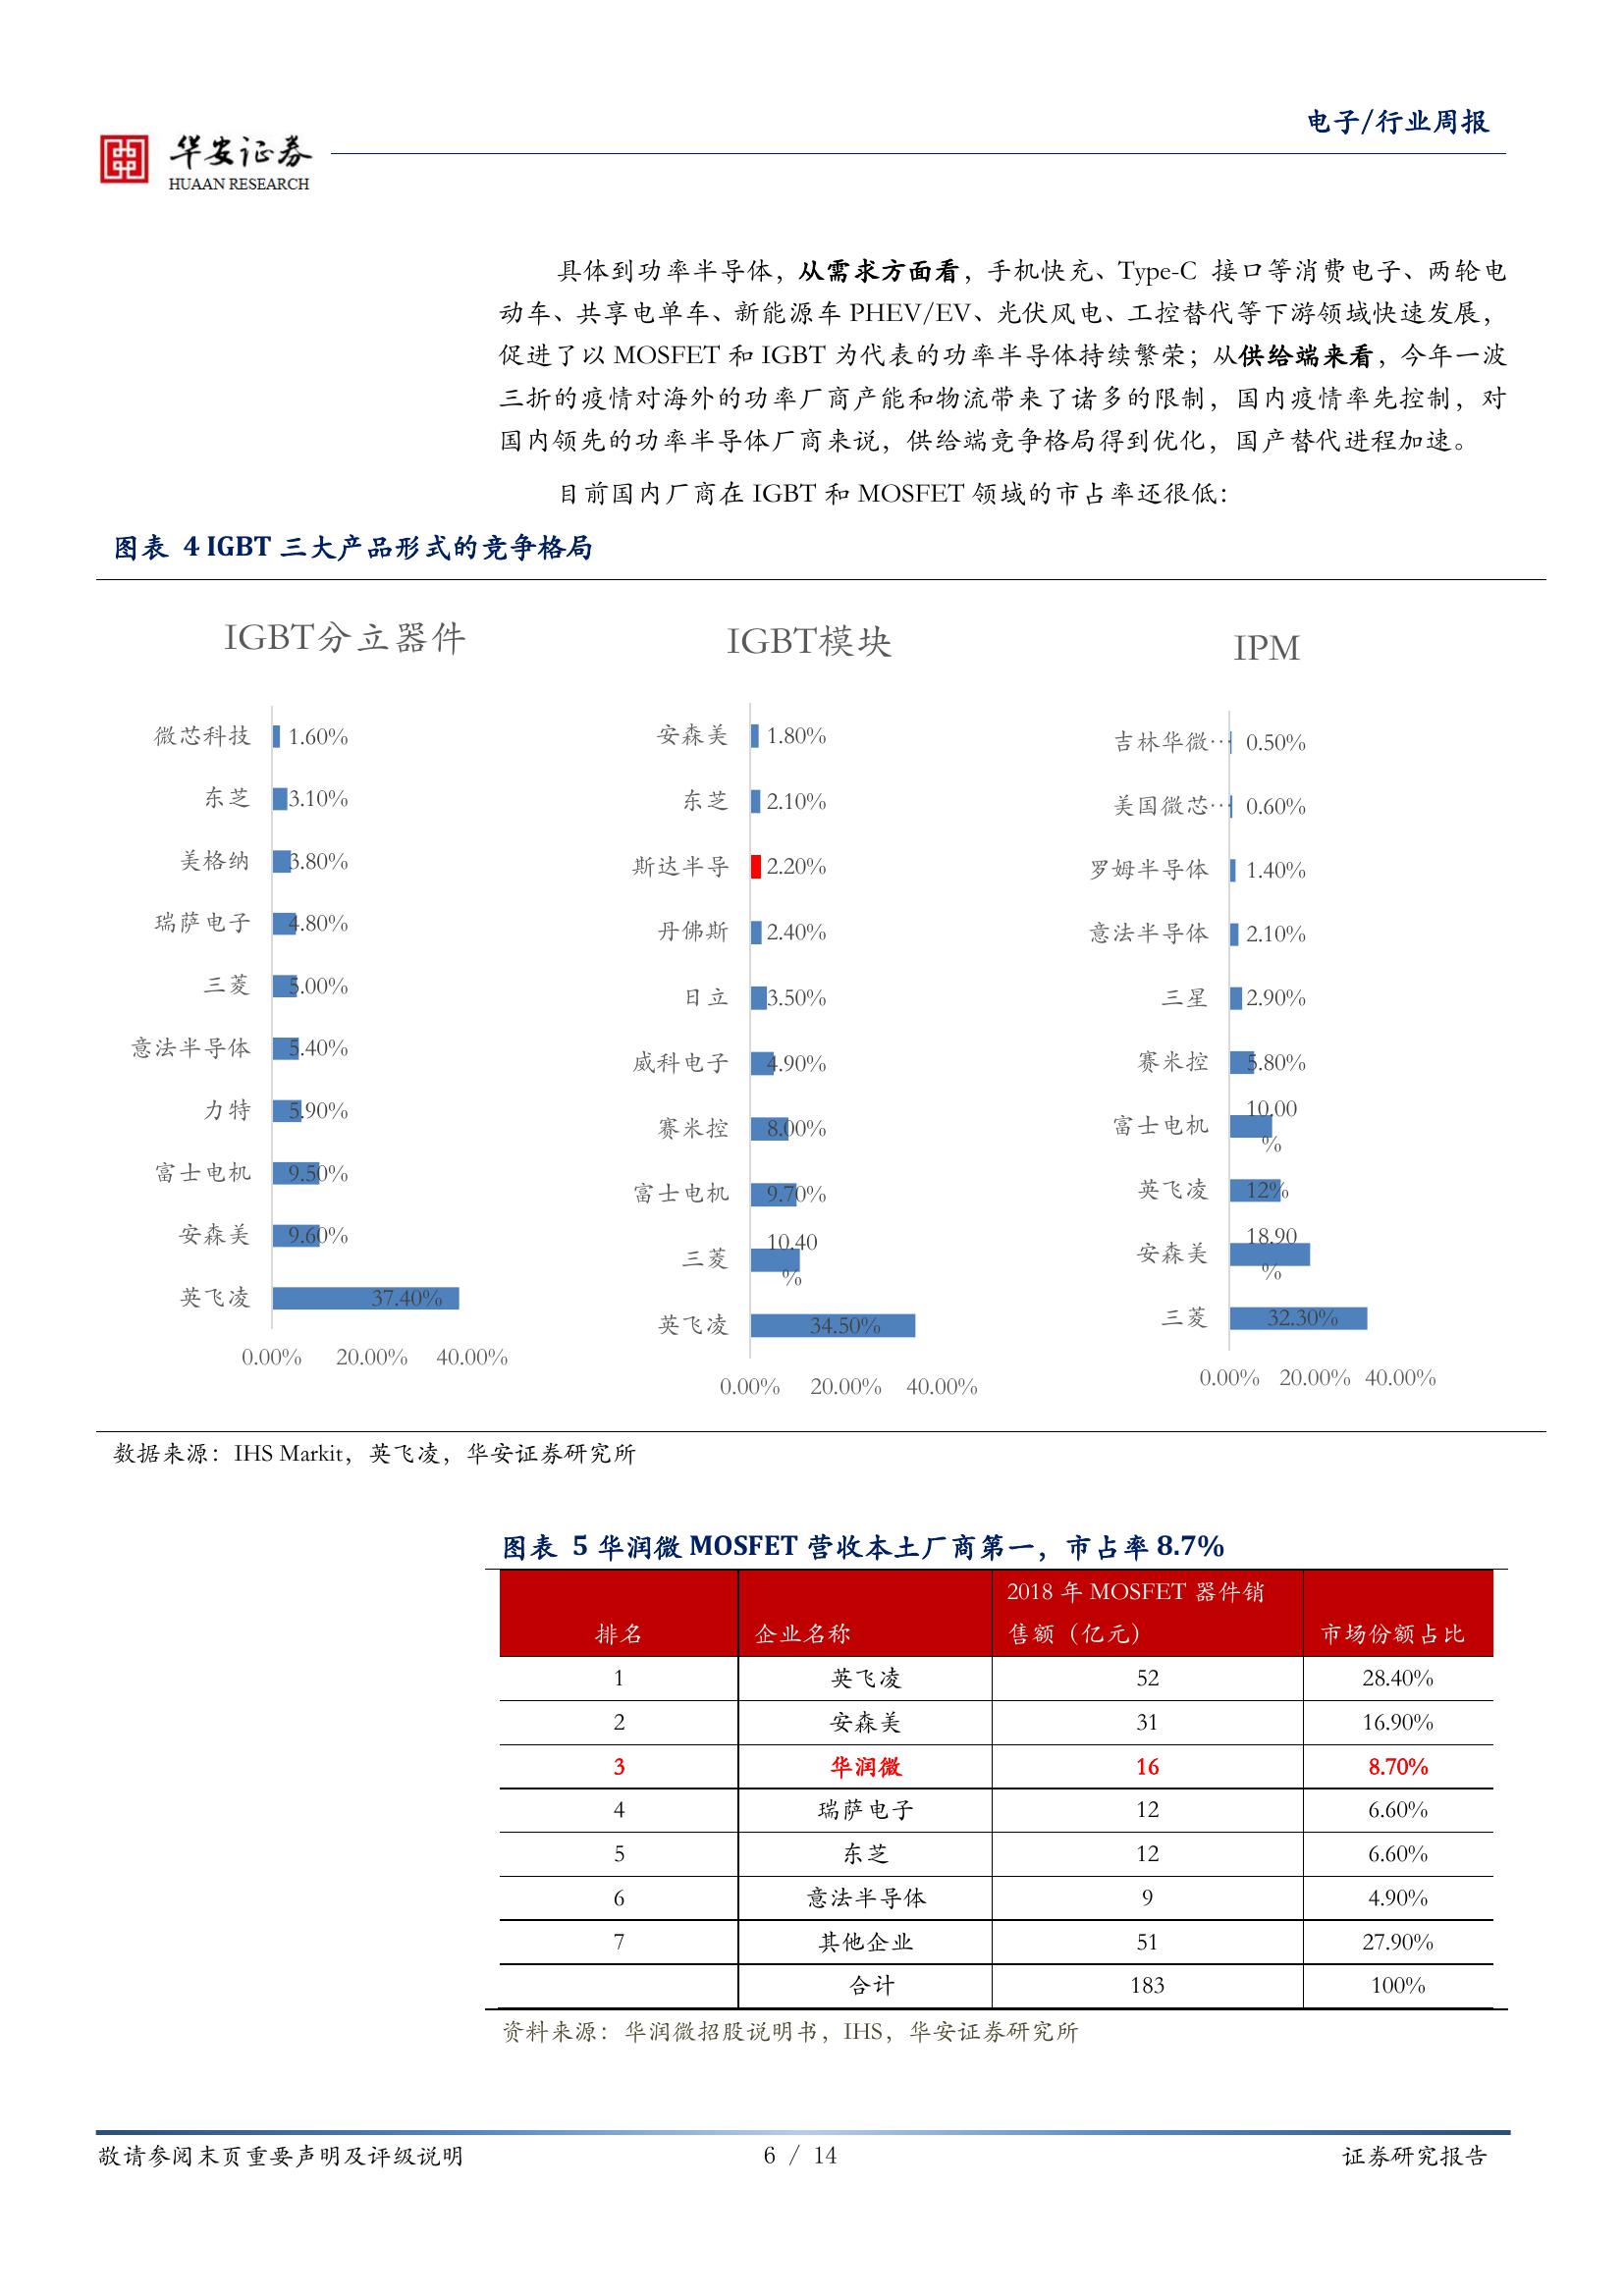 电子/行业周报
华安证券
HUAAN RESEARCH
具体到功率半导体，从需求方面看，手机快充、Type-C 接口等消费电子、两轮电
动车、共享电单车、新能源车 PHEV/EV、光伏风电、工控替代等下游领域快速发展，
促进了以 MOSFET 和 IGBT 为代表的功率半导体持续繁荣；从供给端来看，今年一波
三折的疫情对海外的功率厂商产能和物流带来了诸多的限制，国内疫情率先控制，对
国内领先的功率半导体厂商来说，供给端竞争格局得到优化，国产替代进程加速。
目前国内厂商在 IGBT 和 MOSFET 领域的市占率还很低：
图表 4 IGBT 三大产品形式的竞争格局
IGBT分立器件
微芯科技 1.60%
东芝 3.10%
美格纳 3.80%
瑞萨电子 4.80%
三菱 5.00%
意法半导体 5.40%
力特 5.90%
富士电机 9.50%
安森美 9.60%
英飞凌 37.40%
0.00% 20.00% 40.00%
IGBT模块
安森美 1.80%
东芝 2.10%
斯达半导 2.20%
丹佛斯 2.40%
日立 3.50%
威科电子 4.90%
赛米控 8.00%
富士电机 9.70%
三菱 10.40%
英飞凌 34.50%
0.00% 20.00% 40.00%
IPM
吉林华微… 0.50%
美国微芯… 0.60%
罗姆半导体 1.40%
意法半导体 2.10%
三星 2.90%
赛米控 5.80%
富士电机 10.00%
英飞凌 12%
安森美 18.90%
三菱 32.30%
0.00% 20.00% 40.00%
数据来源：IHS Markit，英飞凌，华安证券研究所
图表 5 华润微 MOSFET 营收本土厂商第一，市占率 8.7%
排名 企业名称 2018 年 MOSFET 器件销售额（亿元） 市场份额占比
1 英飞凌 52 28.40%
2 安森美 31 16.90%
3 华润微 16 8.70%
4 瑞萨电子 12 6.60%
5 东芝 12 6.60%
6 意法半导体 9 4.90%
7 其他企业 51 27.90%
合计 183 100%
资料来源：华润微招股说明书，IHS，华安证券研究所
敬请参阅末页重要声明及评级说明 6 / 14 证券研究报告